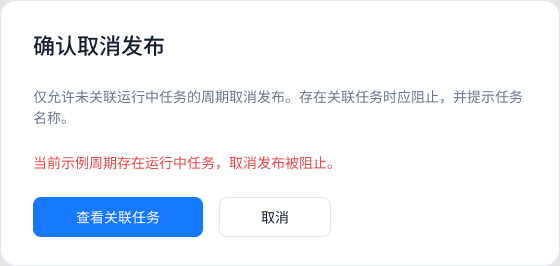 确认取消发布
仅允许未关联运行中任务的周期取消发布。存在关联任务时应阻止，并提示任务
名称。
当前示例周期存在运行中任务，取消发布被阻止。
查看关联任务
取消